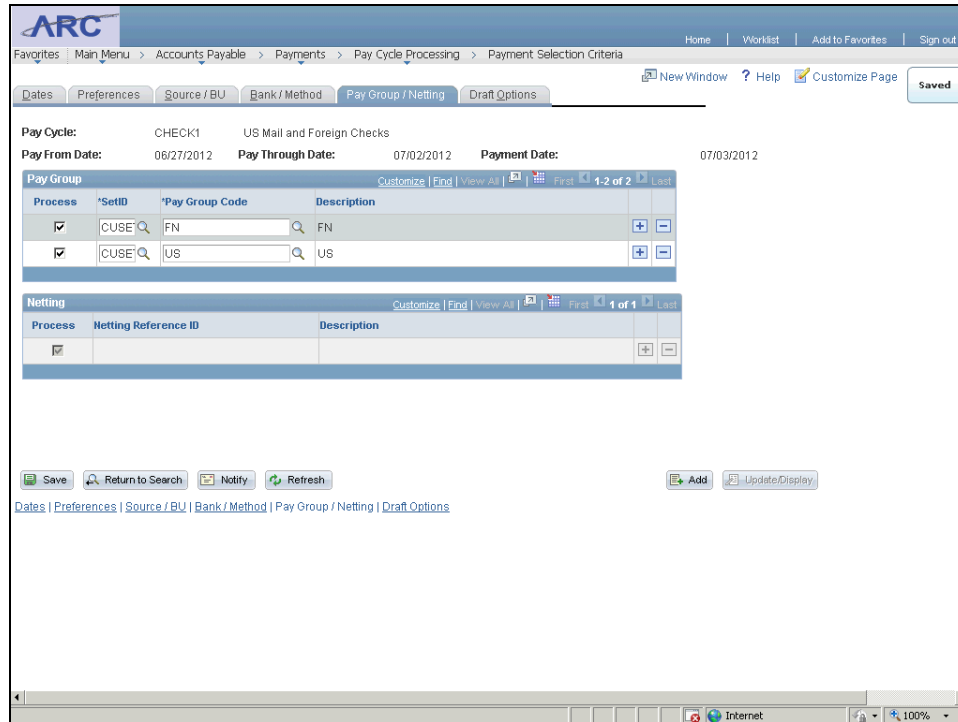 ARC
Home | Worklist | Add to Favorites | Sign out
Favorites Main Menu > Accounts Payable > Payments > Pay Cycle Processing > Payment Selection Criteria
New Window ? Help Customize Page
Saved
Dates Preferences Source / BU Bank / Method Pay Group / Netting Draft Options
Pay Cycle: CHECK1 US Mail and Foreign Checks
Pay From Date: 06/27/2012 Pay Through Date: 07/02/2012 Payment Date: 07/03/2012
Pay Group Customize | Find | View All | First 1-2 of 2 Last
Process *SetID *Pay Group Code Description
CUSET FN FN
CUSET US US
Netting Customize | Find | View All | First 1 of 1 Last
Process Netting Reference ID Description
Save Return to Search Notify Refresh Add Update/Display
Dates | Preferences | Source / BU | Bank / Method | Pay Group / Netting | Draft Options
Internet 100%